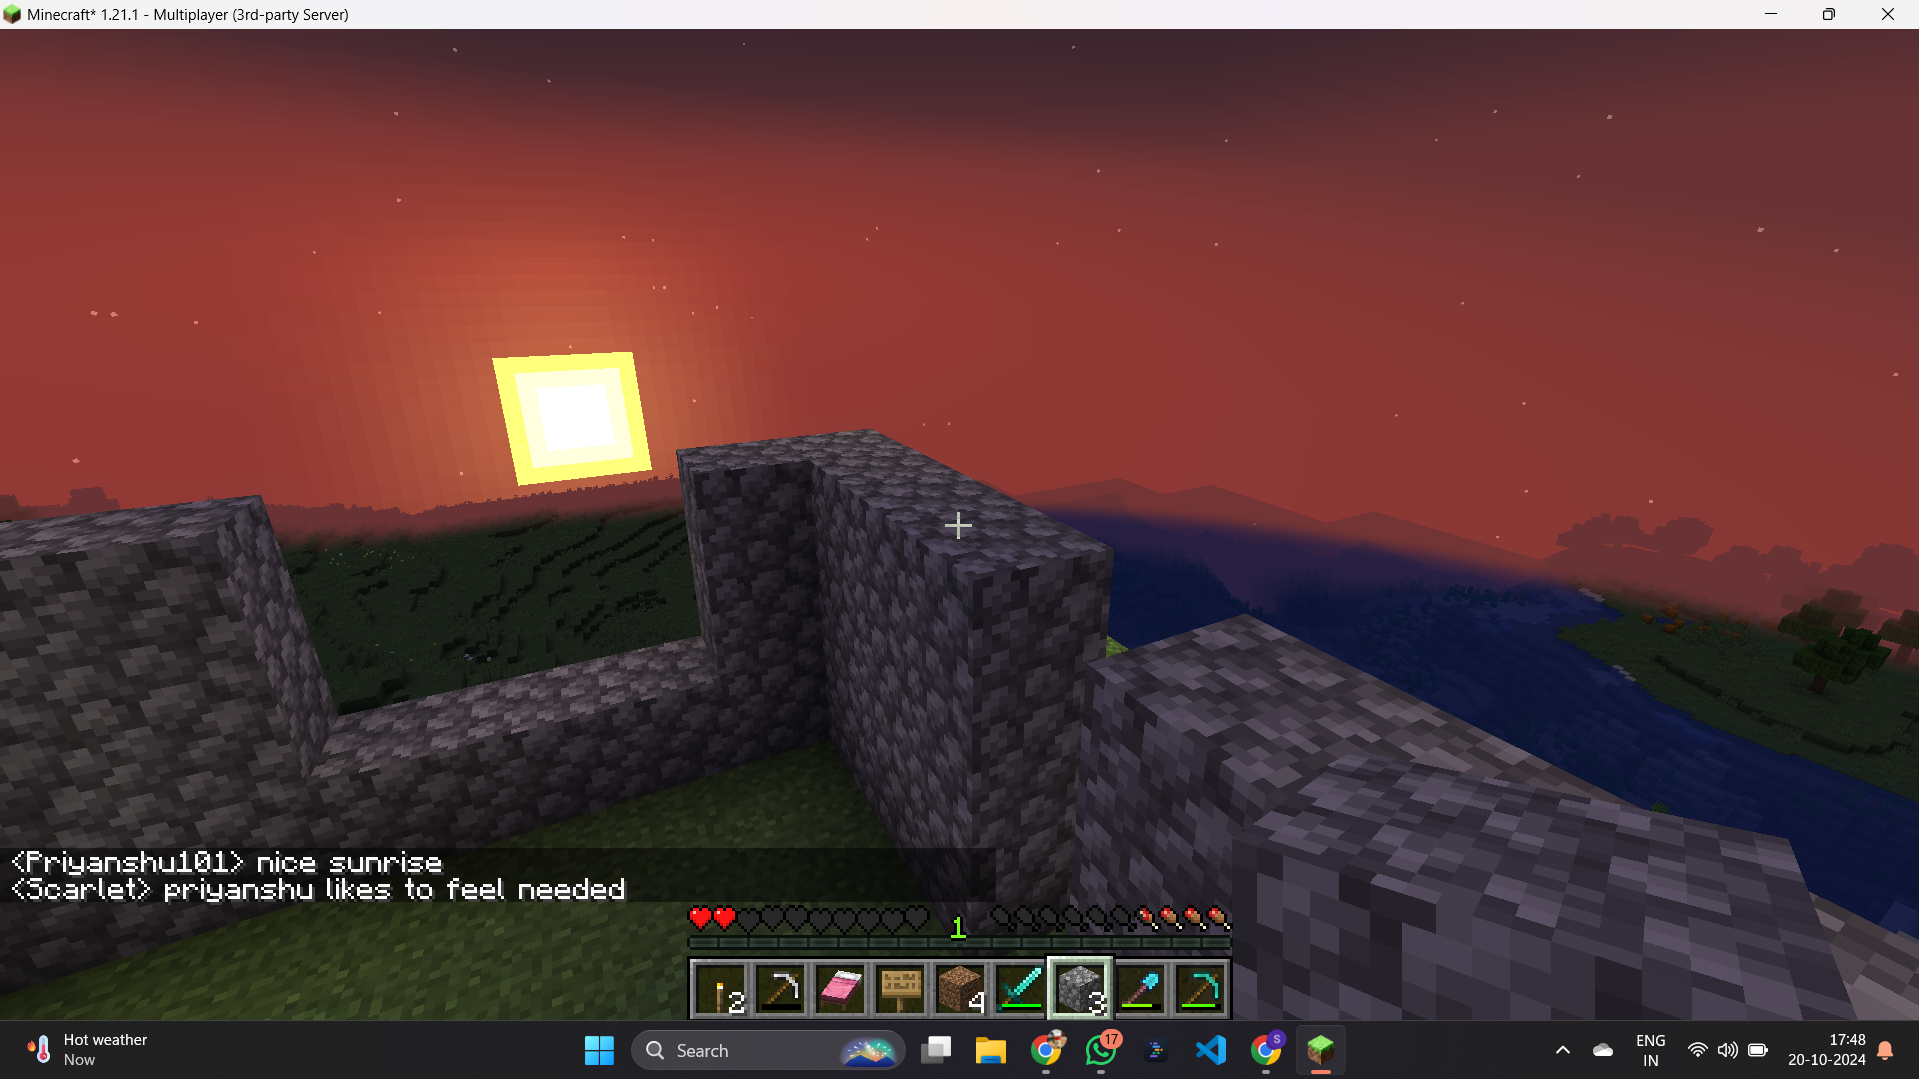 Minecraft* 1.21.1 - Multiplayer (3rd-party Server)
<Priyanshu101> nice sunrise
<Scarlet> priyanshu likes to feel needed
1
2
4
3
Hot weather
Now
Search
17
S
ENG
IN
17:48
20-10-2024